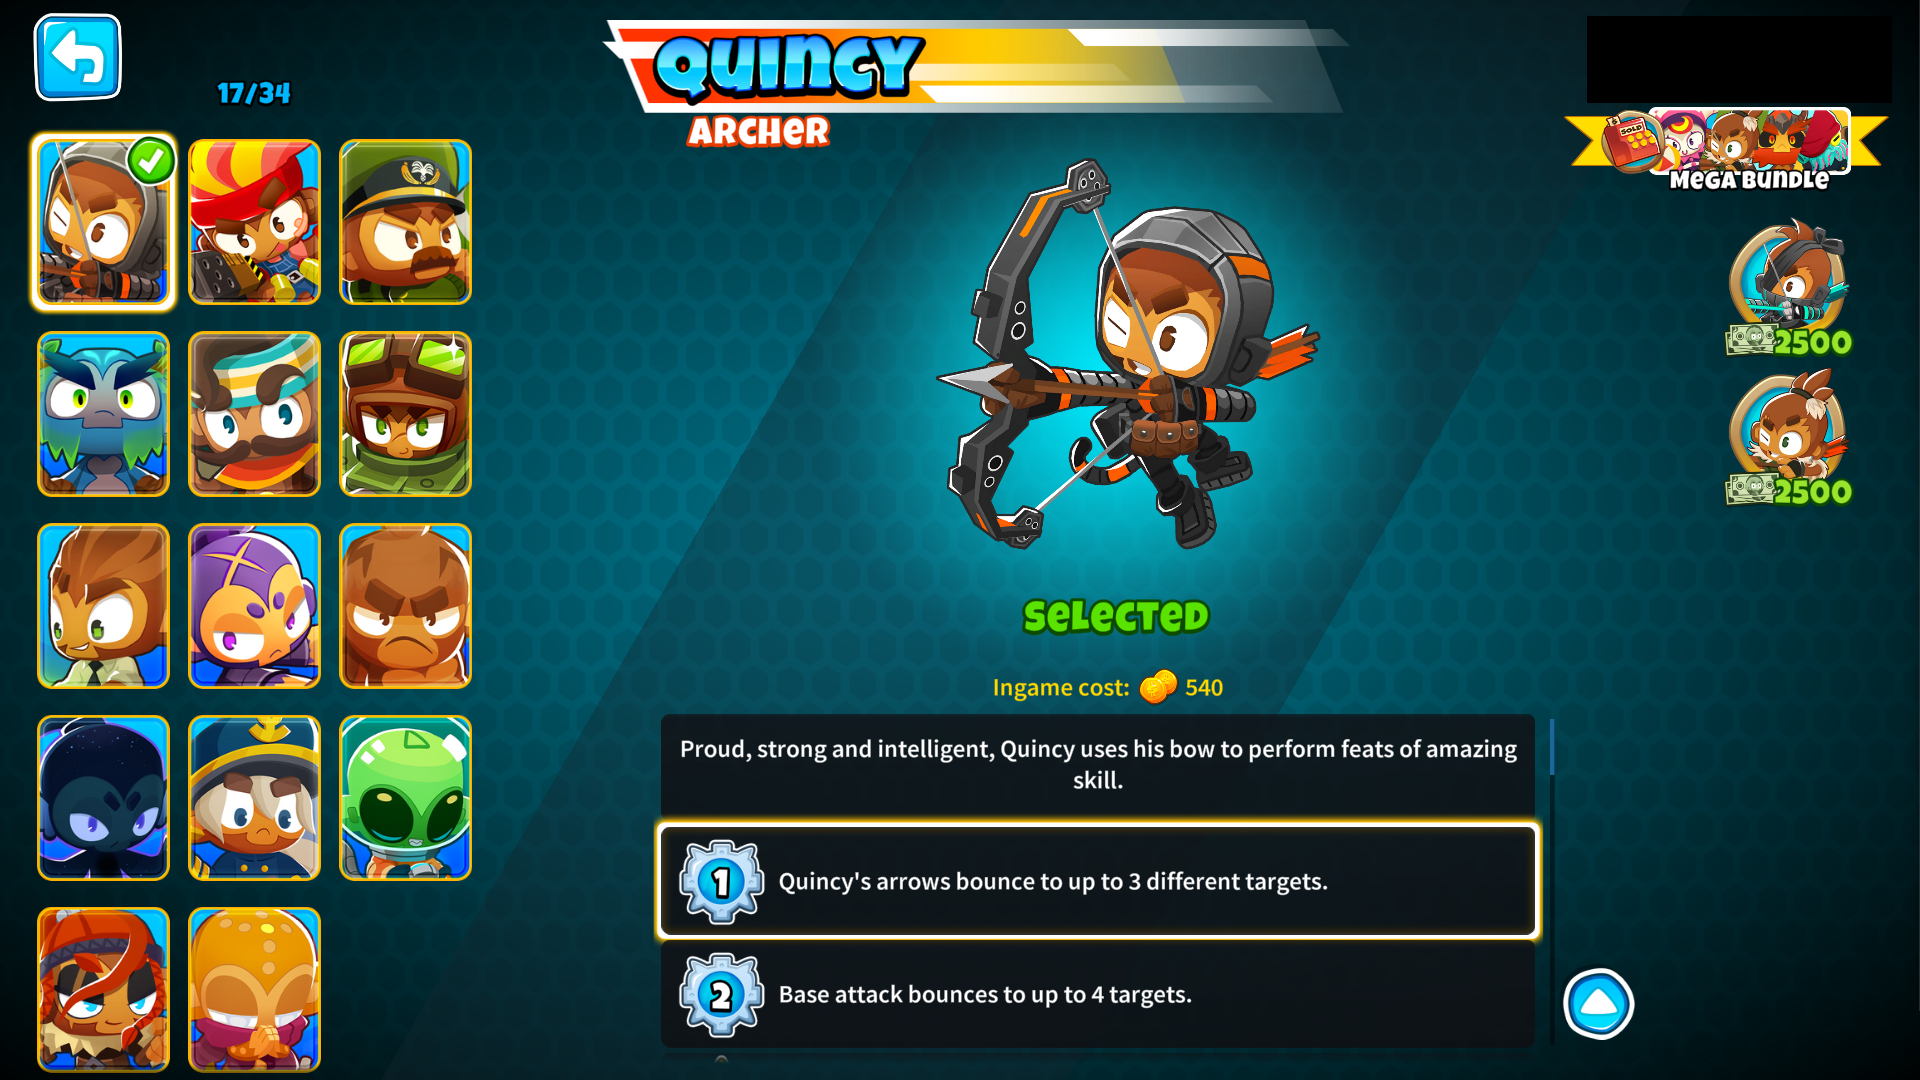 17/34
QUINCY
ARCHER
SOLD
MEGA BUNDLE
2500
2500
SELECTED
Ingame cost: 540
Proud, strong and intelligent, Quincy uses his bow to perform feats of amazing
skill.
1 Quincy's arrows bounce to up to 3 different targets.
2 Base attack bounces to up to 4 targets.